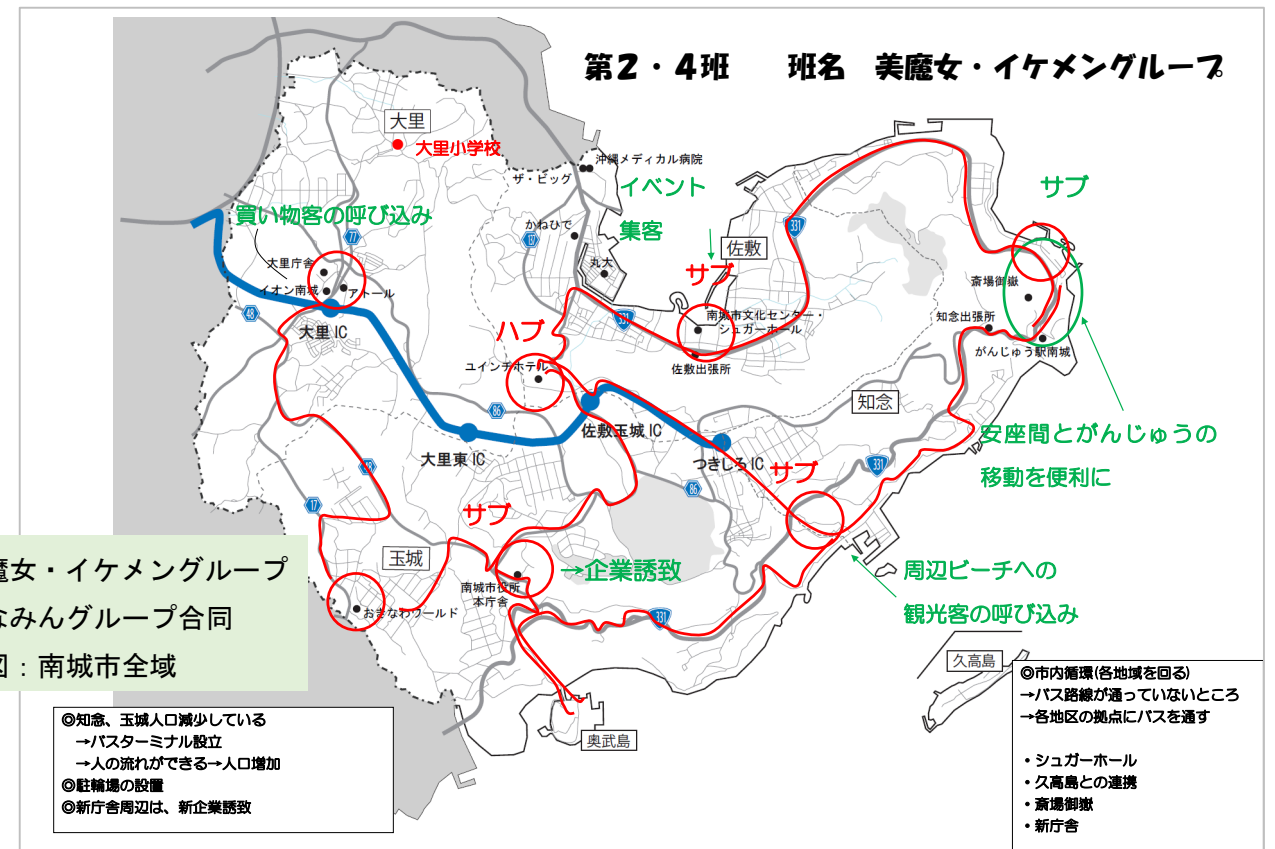 第2・4班　　班名　美魔女・イケメングループ
大里
大里小学校
沖縄メディカル病院
ザ・ビッグ
イベント
集客
サブ
買い物客の呼び込み
かねひで
137
331
佐敷
77
丸大
サブ
大里庁舎
イオン南城
アトール
斎場御嶽
48
331
南城市文化センター・
シュガーホール
知念出張所
大里IC
ハブ
がんじゅう駅南城
ユインチホテル
佐敷出張所
86
知念
佐敷玉城IC
安座間とがんじゅうの
移動を便利に
大里東IC
つきしろIC
サブ
331
48
86
17
サブ
魔女・イケメングループ
なみんグループ合同
図：南城市全域
玉城
→企業誘致
周辺ビーチへの
観光客の呼び込み
南城市役所
本庁舎
おきなわワールド
331
久高島
奥武島
◎市内循環(各地域を回る)
→バス路線が通っていないところ
→各地区の拠点にバスを通す
・シュガーホール
・久高島との連携
・斎場御嶽
・新庁舎
◎知念、玉城人口減少している
→バスターミナル設立
→人の流れができる→人口増加
◎駐輪場の設置
◎新庁舎周辺は、新企業誘致